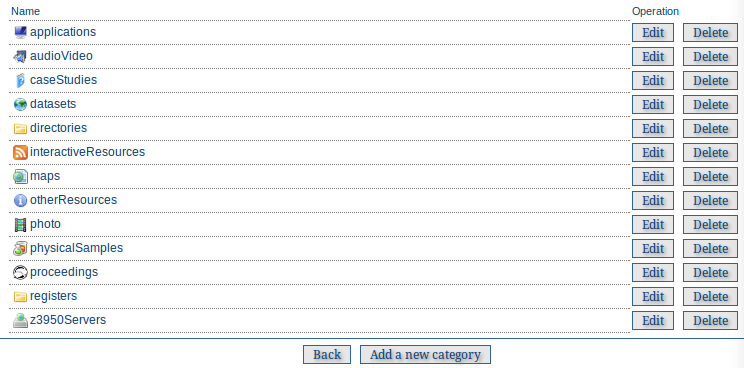 Name Operation
applications Edit Delete
audioVideo Edit Delete
caseStudies Edit Delete
datasets Edit Delete
directories Edit Delete
interactiveResources Edit Delete
maps Edit Delete
otherResources Edit Delete
photo Edit Delete
physicalSamples Edit Delete
proceedings Edit Delete
registers Edit Delete
z3950Servers Edit Delete
Back Add a new category